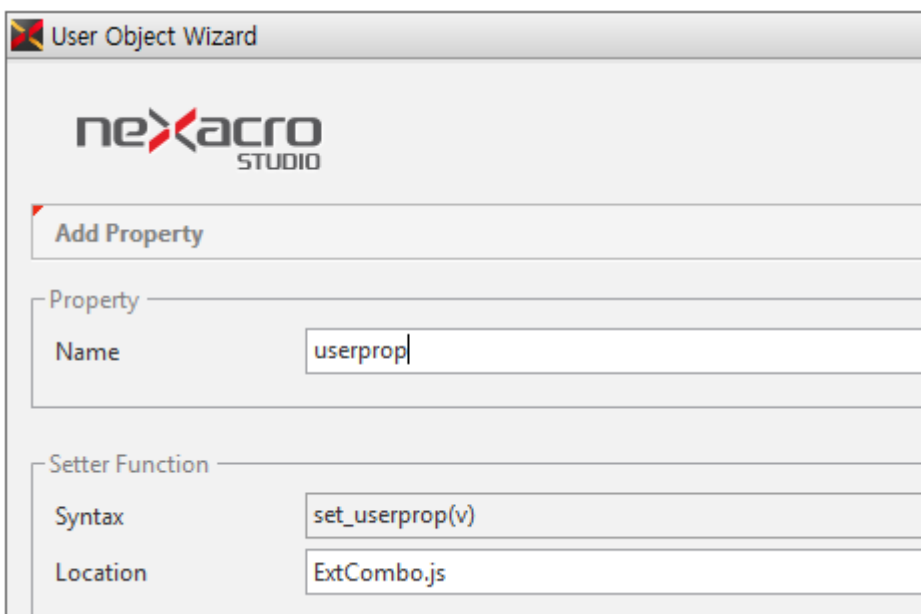 User Object Wizard
nexacro
STUDIO
Add Property
Property
Name userprop
Setter Function
Syntax set_userprop(v)
Location ExtCombo.js